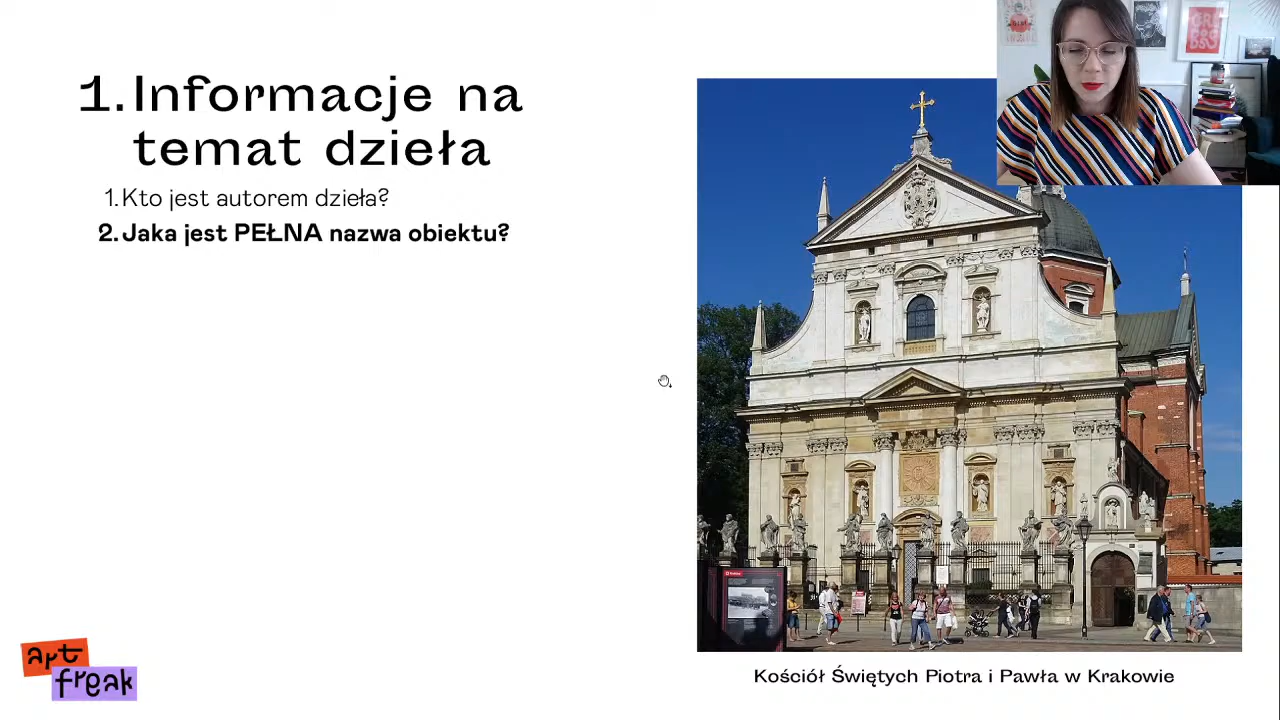 1. Informacje na
temat dzieła
1. Kto jest autorem dzieła?
2. Jaka jest PEŁNA nazwa obiektu?
Kościół Świętych Piotra i Pawła w Krakowie
art
freak